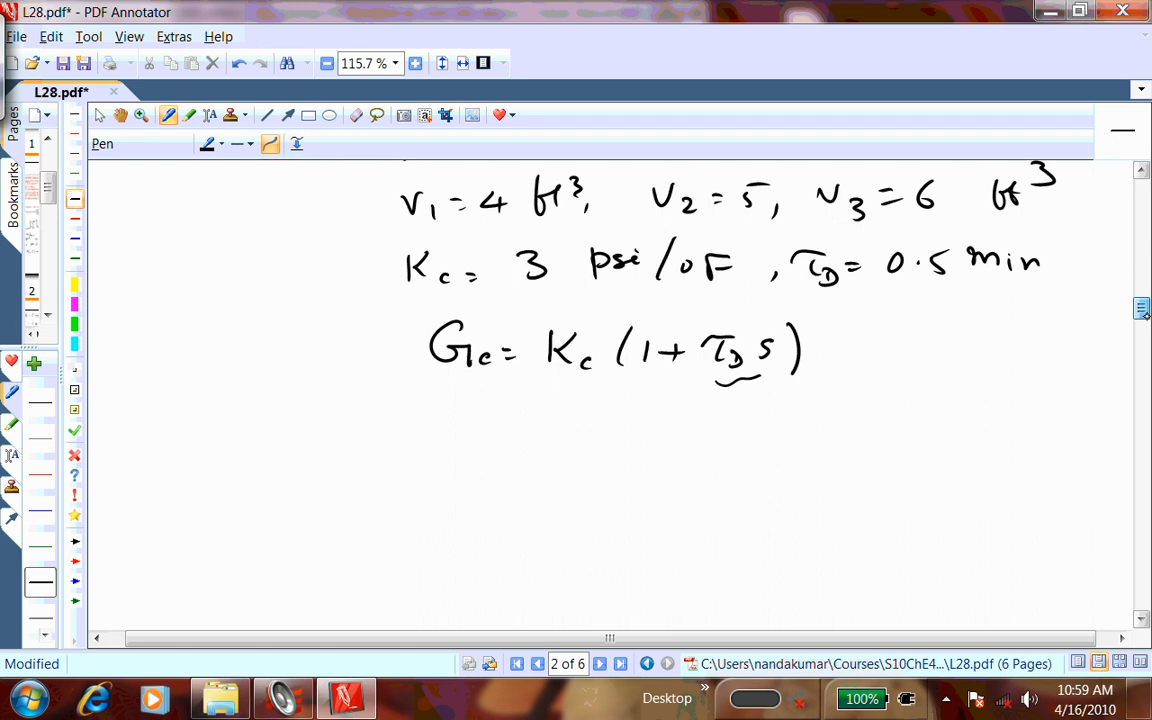 L28.pdf* - PDF Annotator
File Edit Tool View Extras Help
115.7 %
L28.pdf*
Pen
Pages
Bookmarks
1
2
V₁ = 4 ft³, V₂ = 5, V₃ = 6 ft³
Kc = 3 psi/oF, τD = 0.5 min
Gc = Kc (1 + τD s)
2 of 6
C:\Users\nandakumar\Courses\S10ChE4...\L28.pdf (6 Pages)
Modified
Desktop
»
100%
10:59 AM
4/16/2010